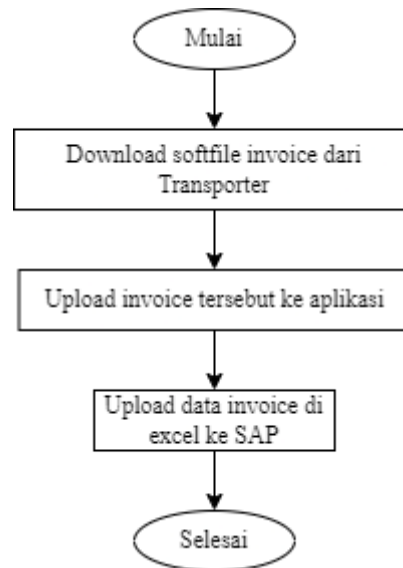 Mulai
Download softfile invoice dari
Transporter
Upload invoice tersebut ke aplikasi
Upload data invoice di
excel ke SAP
Selesai